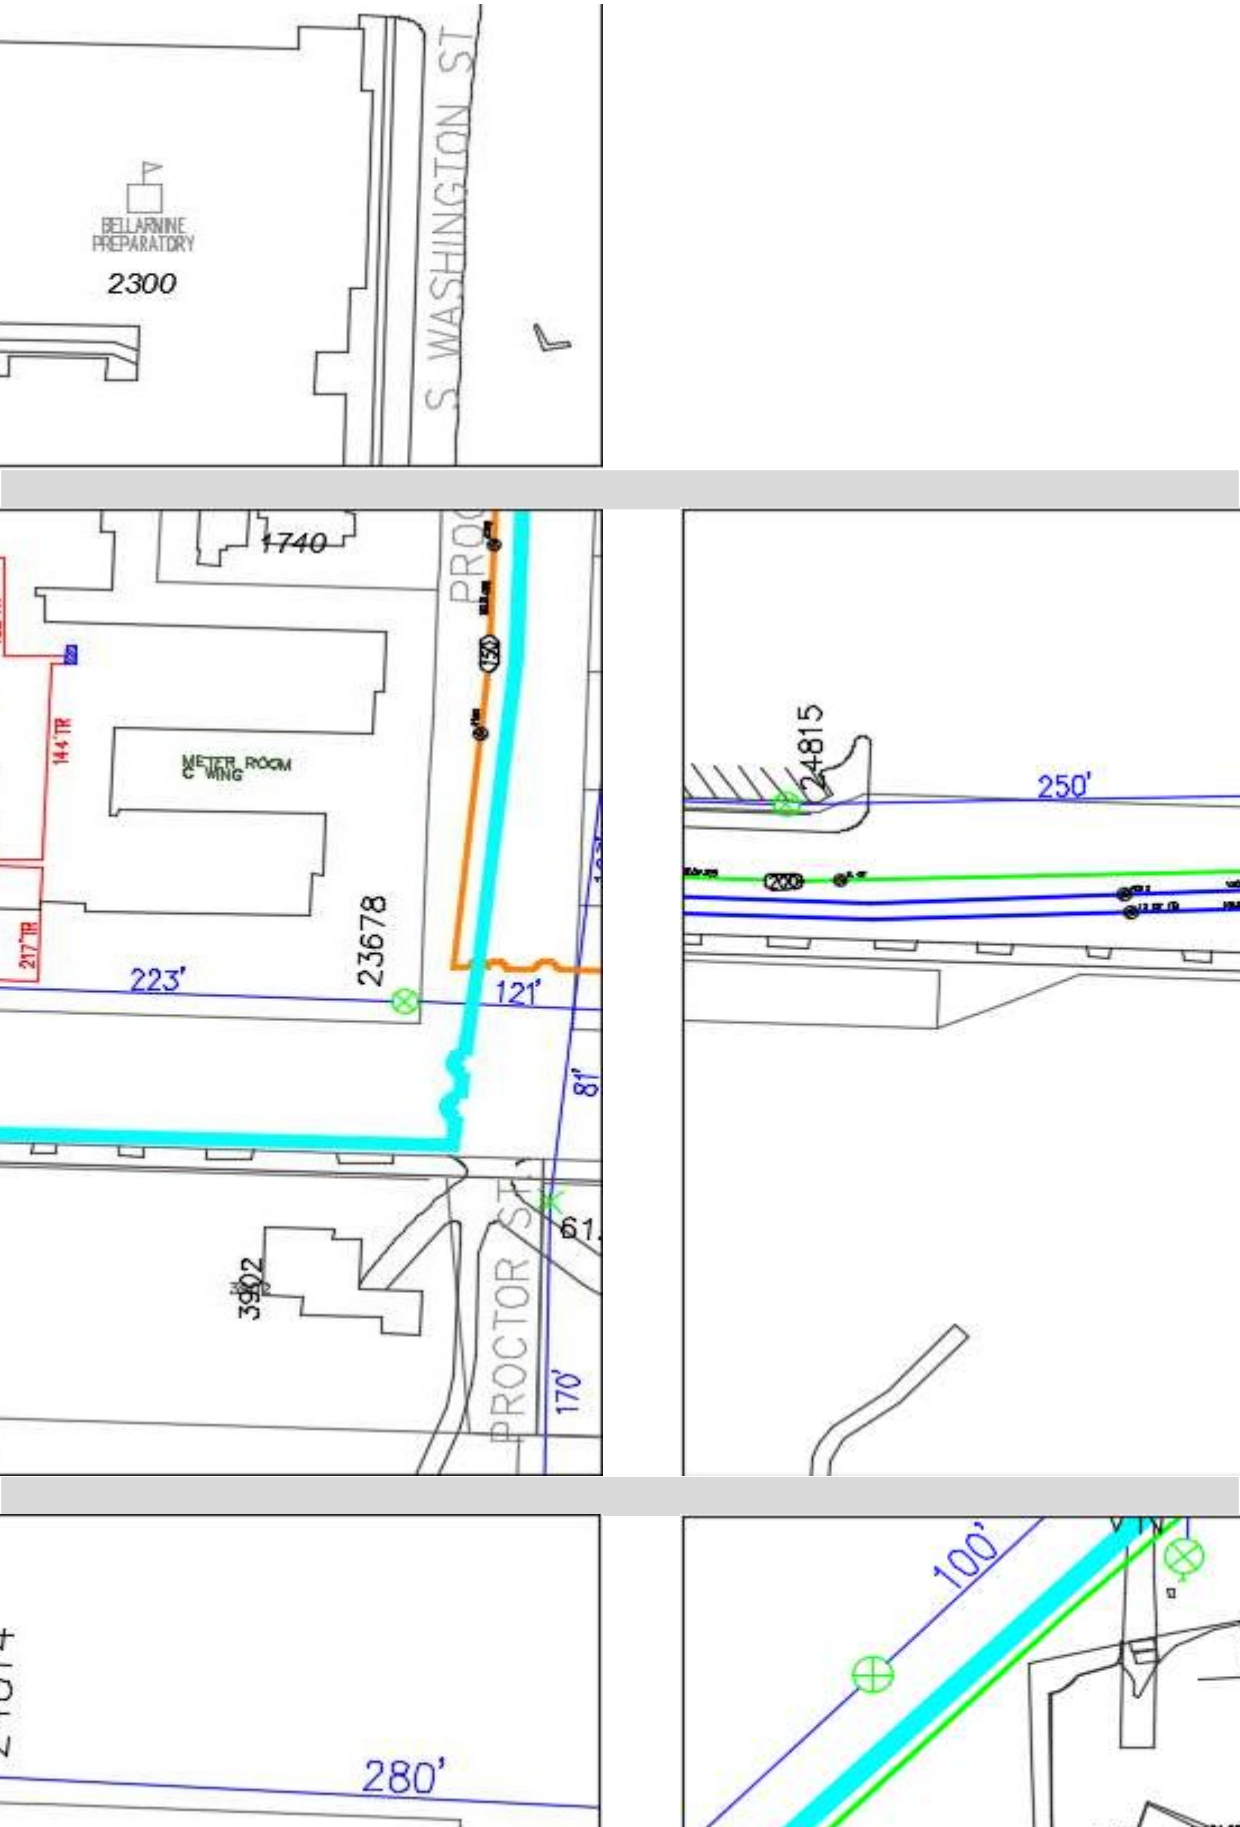 S WASHINGTON ST
BELLARMINE
PREPARATORY
2300
1740
PROC
150
144'TR
METER ROOM
C WING
217'TR
23678
223'
121'
81'
PROCTOR ST.
61.
3902
170'
24815
250'
200
280'
100'